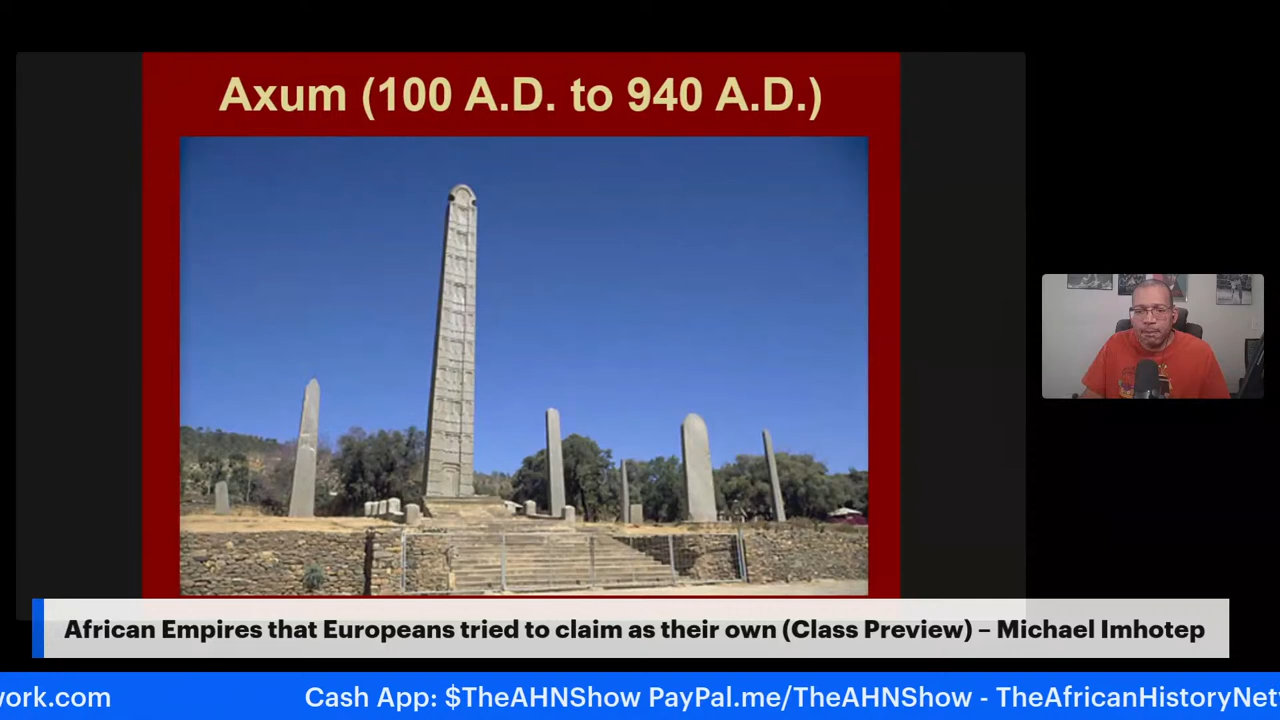 Axum (100 A.D. to 940 A.D.)
African Empires that Europeans tried to claim as their own (Class Preview) – Michael Imhotep
work.com Cash App: $TheAHNShow PayPal.me/TheAHNShow - TheAfricanHistoryNet